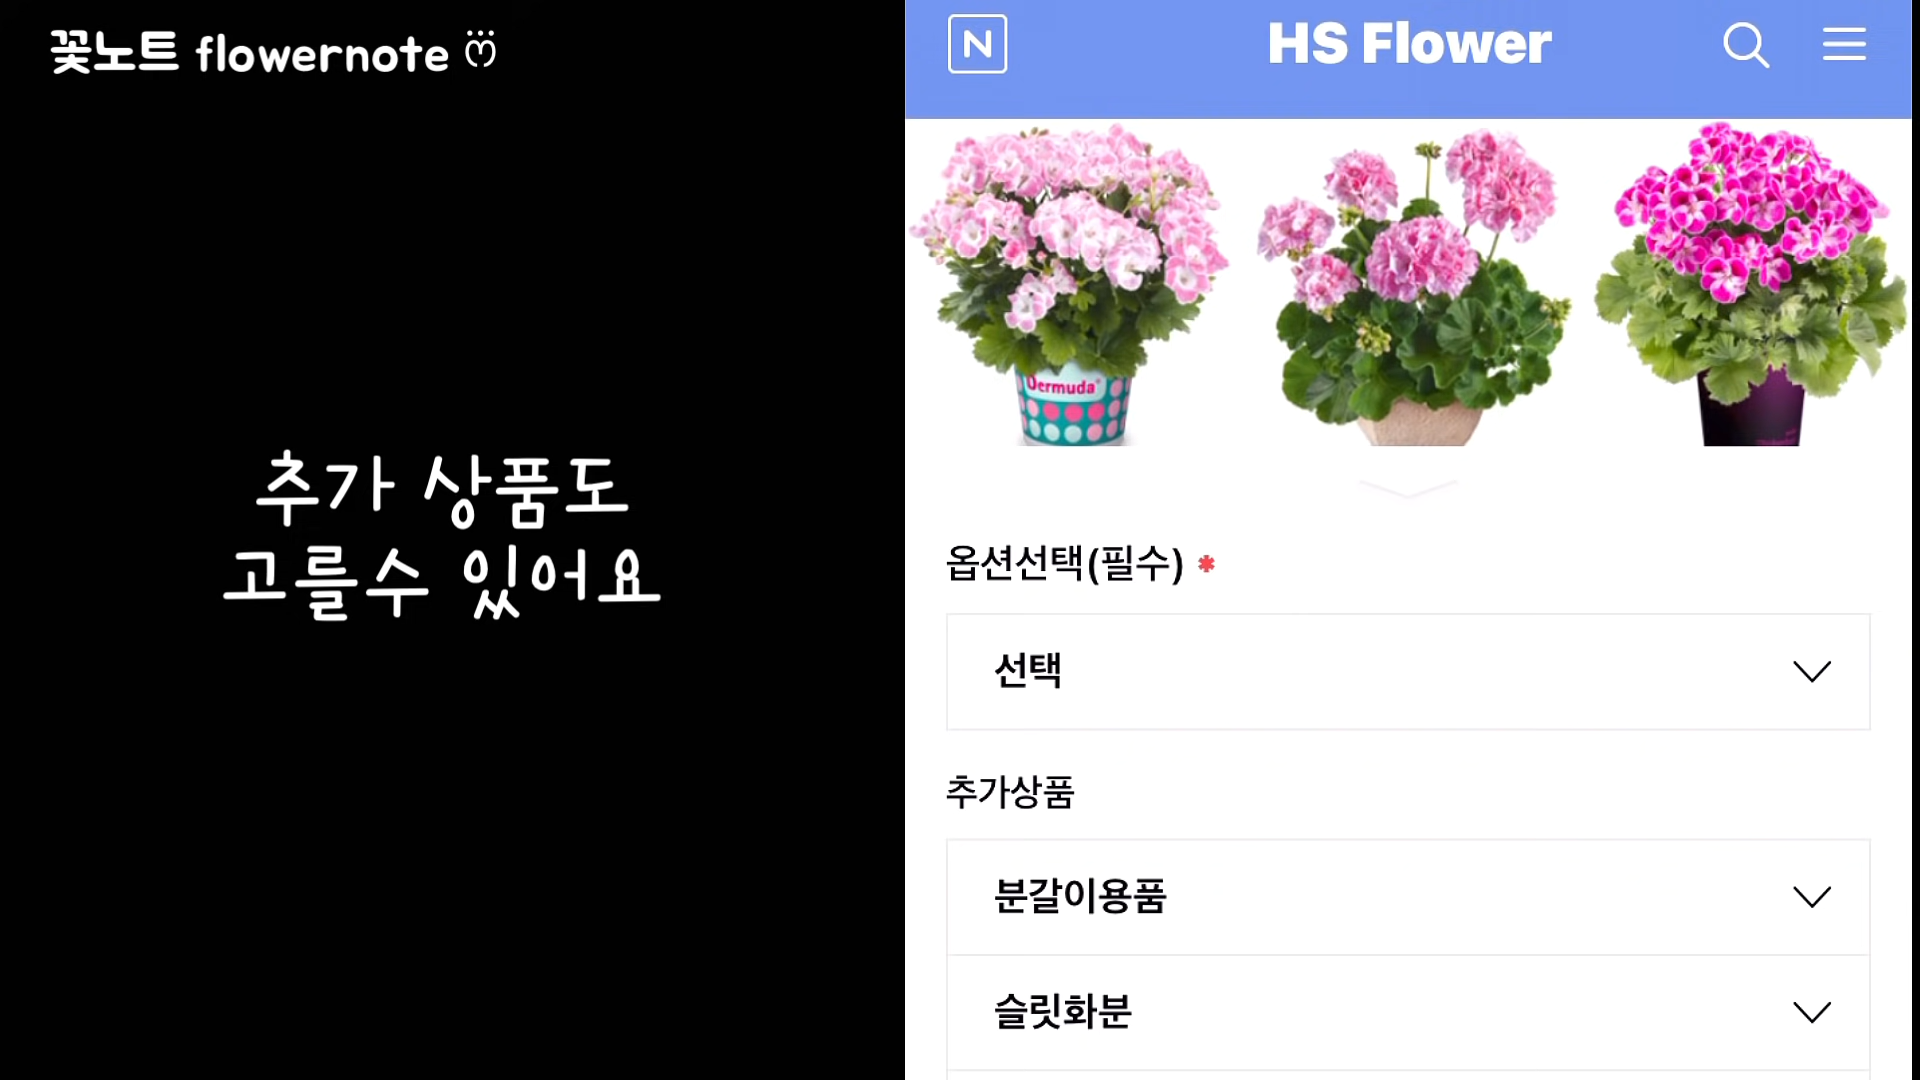 꽃노트 flowernote
추가 상품도
고를수 있어요
N
HS Flower
Dermuda
옵션선택(필수) *
선택
추가상품
분갈이용품
슬릿화분